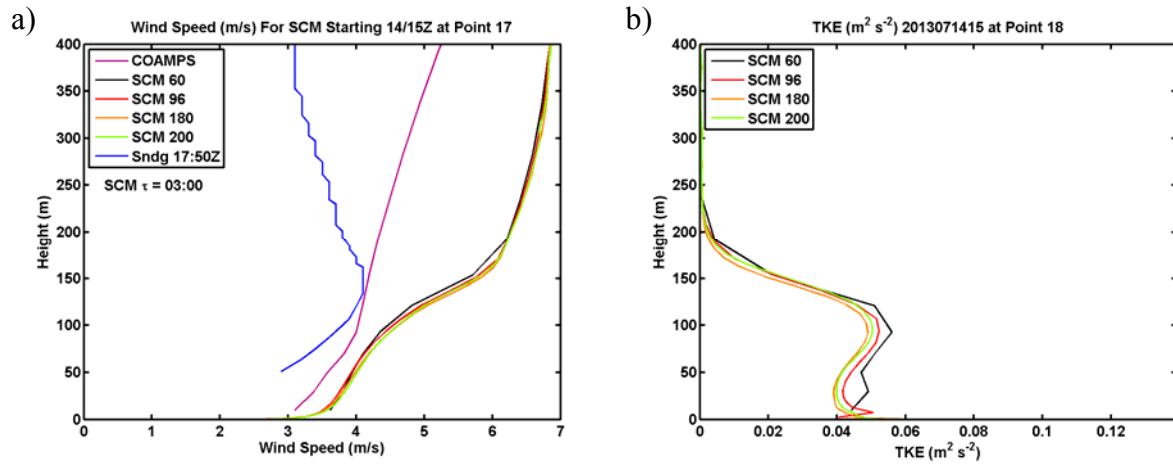 a)
Wind Speed (m/s) For SCM Starting 14/15Z at Point 17
400
350
300
250
200
150
100
50
0
Height (m)
COAMPS
SCM 60
SCM 96
SCM 180
SCM 200
Sndg 17:50Z
SCM τ = 03:00
0 1 2 3 4 5 6 7
Wind Speed (m/s)
b)
TKE (m² s⁻²) 2013071415 at Point 18
400
350
300
250
200
150
100
50
0
Height (m)
SCM 60
SCM 96
SCM 180
SCM 200
0 0.02 0.04 0.06 0.08 0.1 0.12
TKE (m² s⁻²)